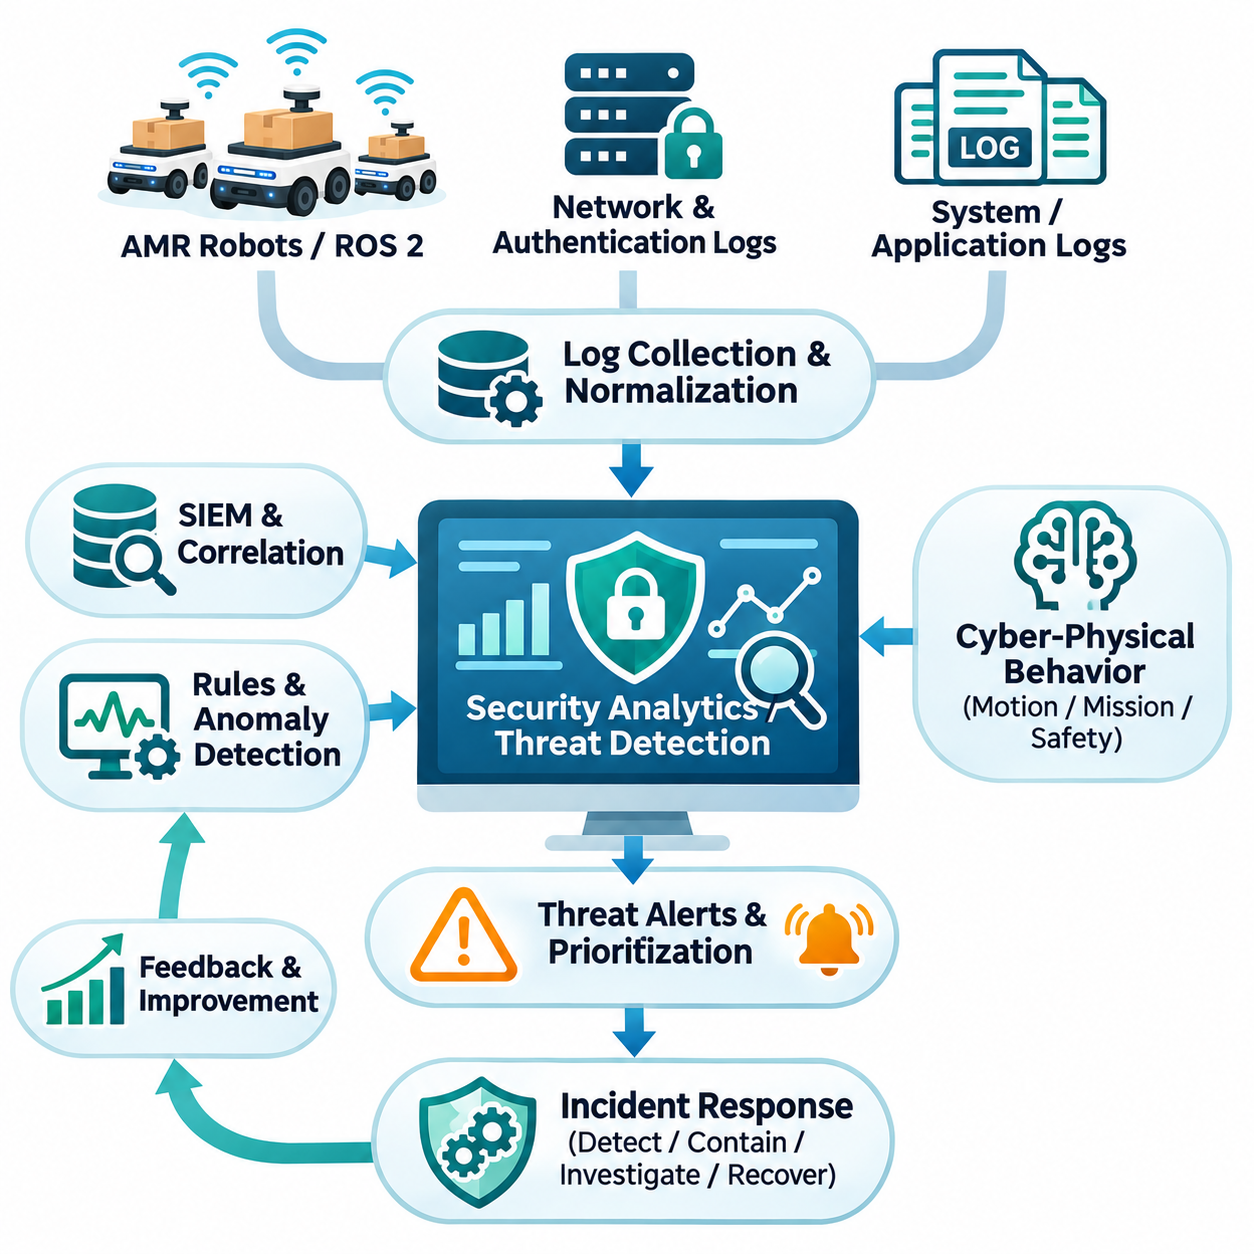 LOG
AMR Robots / ROS 2
Network &
Authentication Logs
System /
Application Logs
Log Collection &
Normalization
SIEM &
Correlation
Rules &
Anomaly
Detection
Security Analytics /
Threat Detection
Cyber-Physical
Behavior
(Motion / Mission /
Safety)
Threat Alerts &
Prioritization
Feedback &
Improvement
Incident Response
(Detect / Contain /
Investigate / Recover)